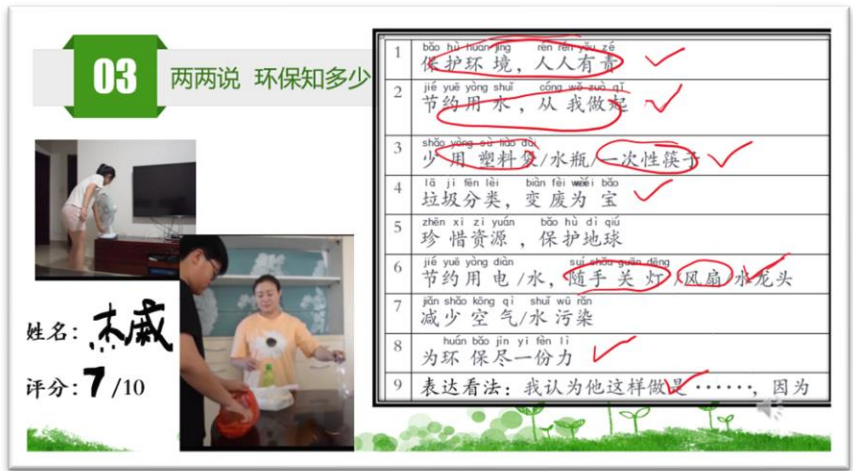 03
两两说 环保知多少
1
bǎo hù huán jìng rén rén yǒu zé
保护环境，人人有责
2
jié yuē yòng shuǐ cóng wǒ zuò qǐ
节约用水，从我做起
3
shǎo yòng sù liào dài
少用塑料袋/水瓶/一次性筷子
4
lā jī fēn lèi biàn fèi wéi bǎo
垃圾分类，变废为宝
5
zhēn xī zī yuán bǎo hù dì qiú
珍惜资源，保护地球
6
jié yuē yòng diàn suí shǒu guān dēng
节约用电/水，随手关灯/风扇/水龙头
7
jiǎn shǎo kōng qì shuǐ wū rǎn
减少空气/水污染
8
huán bǎo jìn yí fèn lì
为环保尽一份力
9
表达看法：我认为他这样做是……，因为
姓名：杰威
评分：7/10